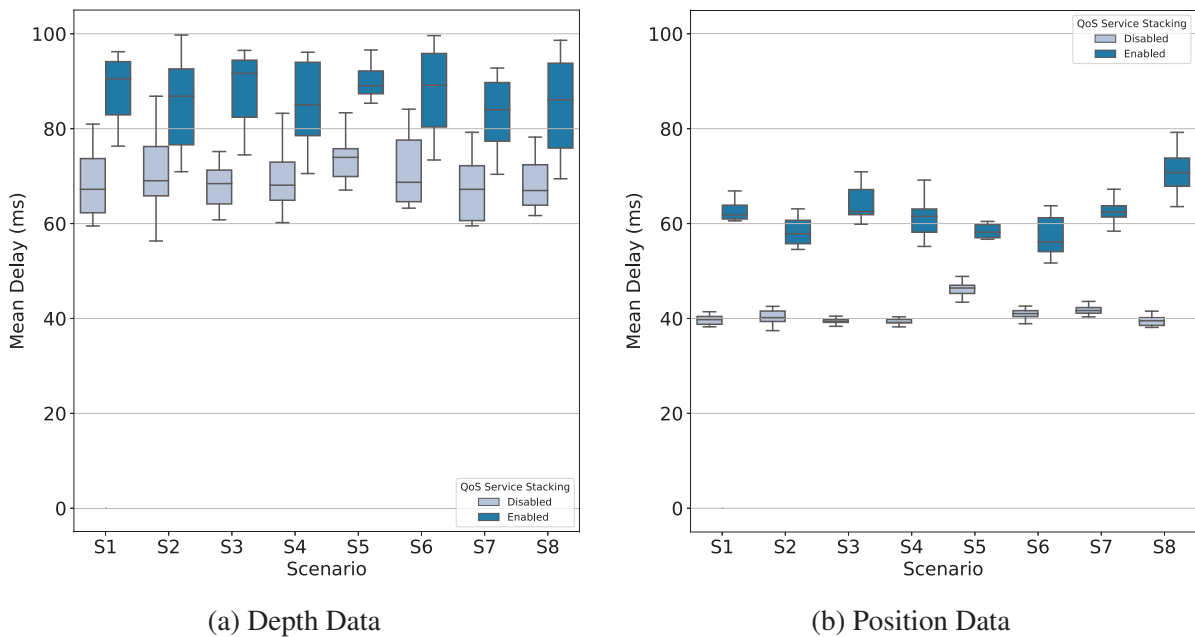 100
80
60
40
20
0
Mean Delay (ms)
QoS Service Stacking
Disabled
Enabled
S1 S2 S3 S4 S5 S6 S7 S8
Scenario
(a) Depth Data
100
80
60
40
20
0
Mean Delay (ms)
QoS Service Stacking
Disabled
Enabled
S1 S2 S3 S4 S5 S6 S7 S8
Scenario
(b) Position Data